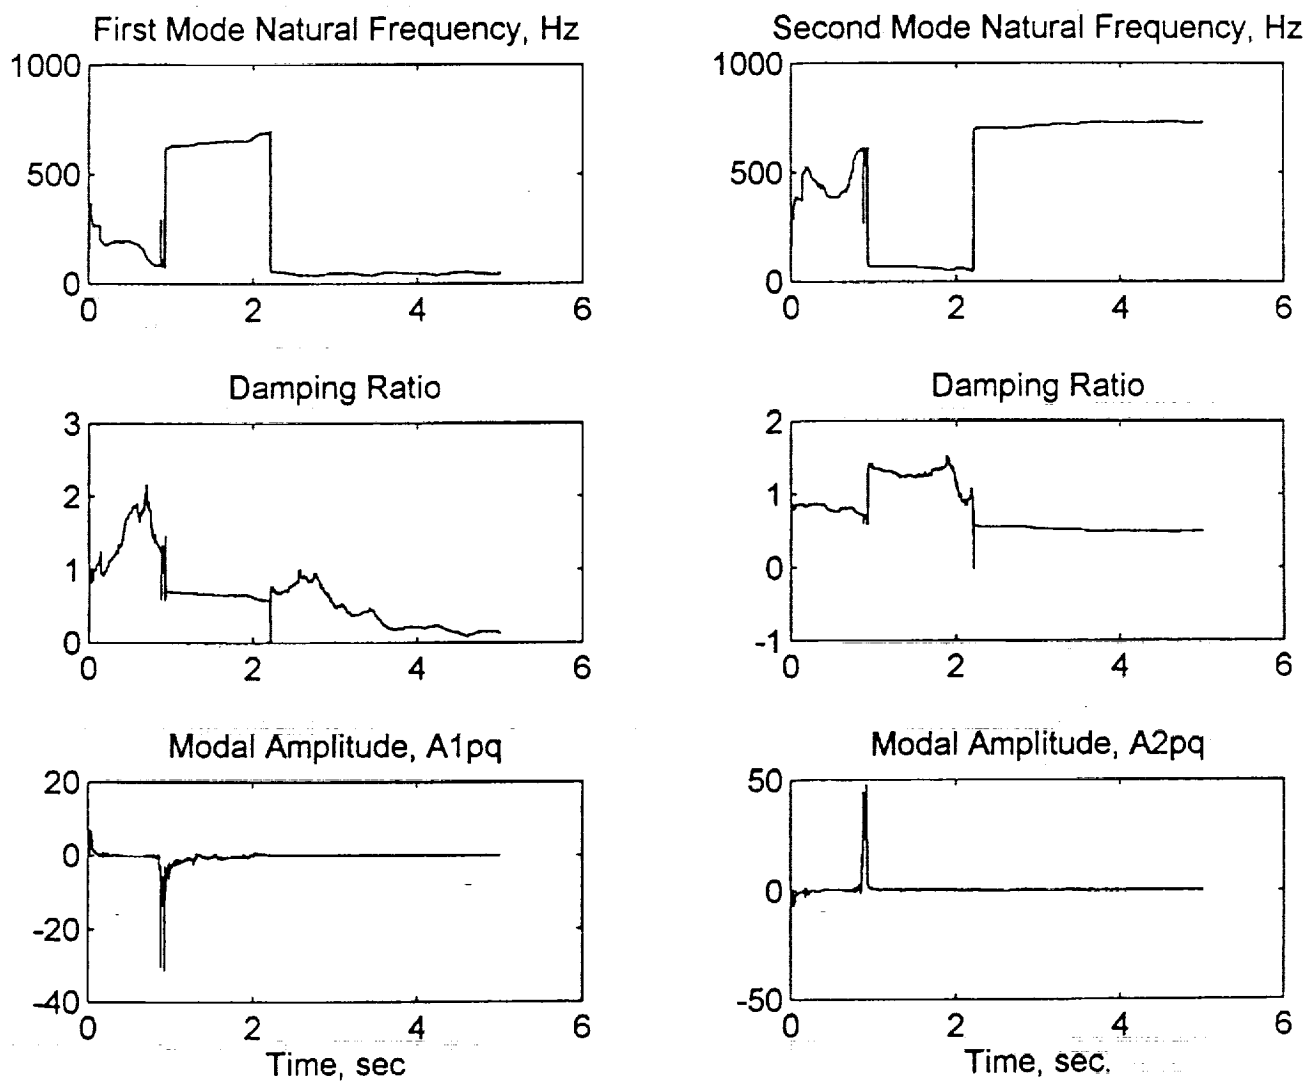 First Mode Natural Frequency, Hz
1000
500
0
0 2 4 6
Second Mode Natural Frequency, Hz
1000
500
0
0 2 4 6
Damping Ratio
3
2
1
0
0 2 4 6
Damping Ratio
2
1
0
-1
0 2 4 6
Modal Amplitude, A1pq
20
0
-20
-40
0 2 4 6
Time, sec
Modal Amplitude, A2pq
50
0
-50
0 2 4 6
Time, sec.